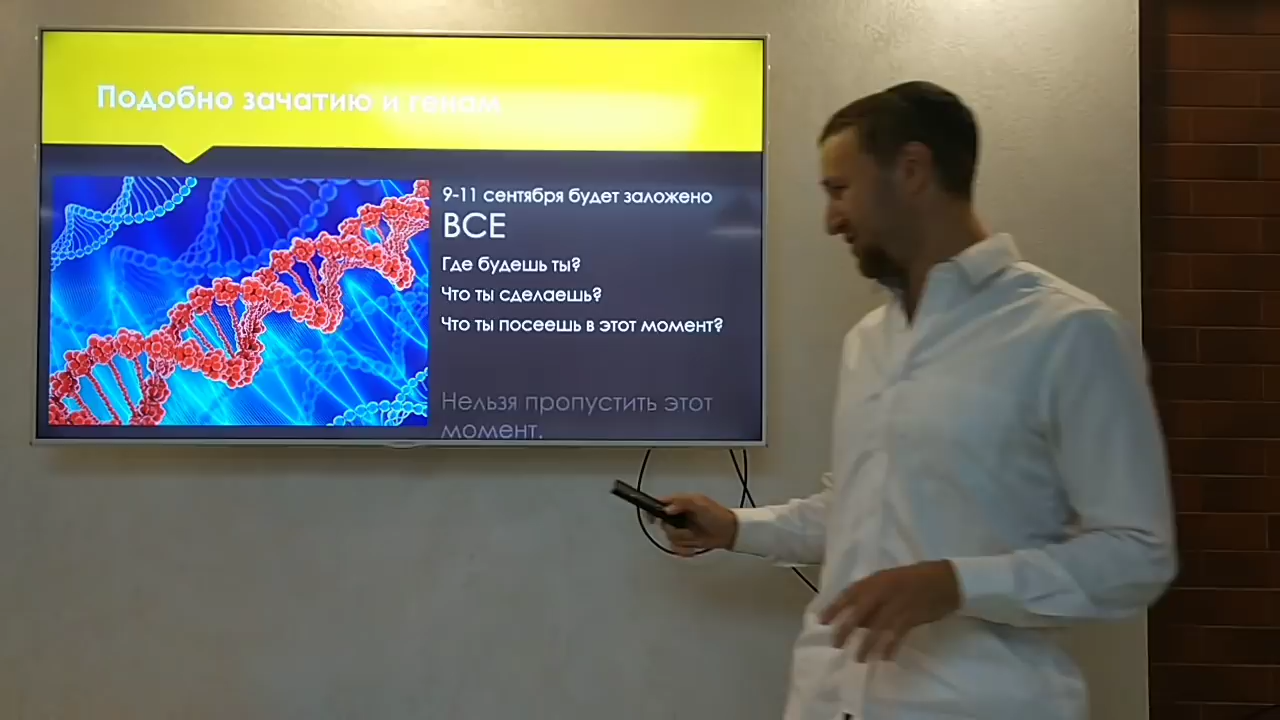 Подобно зачатию и генам
9-11 сентября будет заложено
ВСЕ
Где будешь ты?
Что ты сделаешь?
Что ты посеешь в этот момент?
Нельзя пропустить этот
момент.